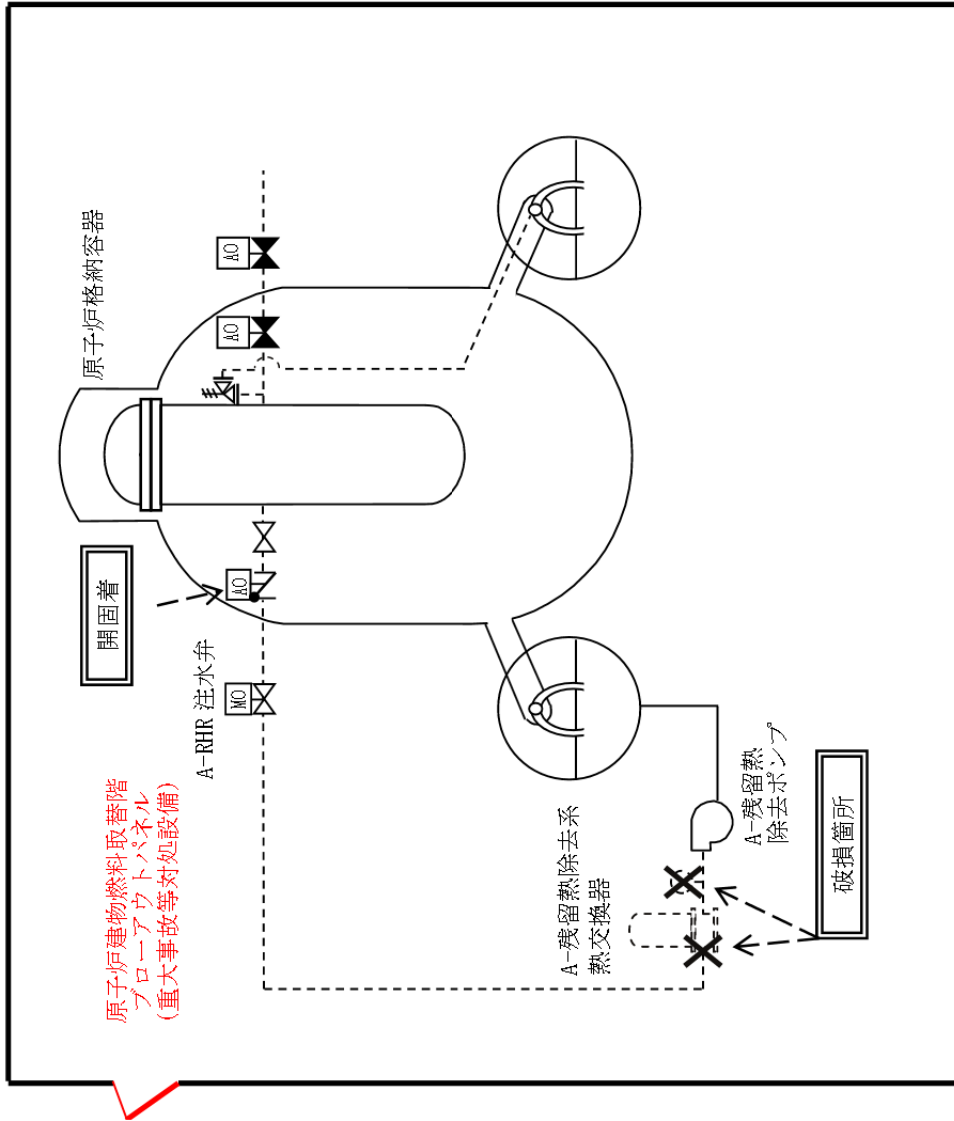 原子炉建物燃料取替階
ブローアウトパネル
(重大事故等対処設備)
開固着
原子炉格納容器
A-RHR 注水弁
MO
AO
AO
AO
A-残留熱除去系
熱交換器
A-残留熱
除去ポンプ
破損箇所